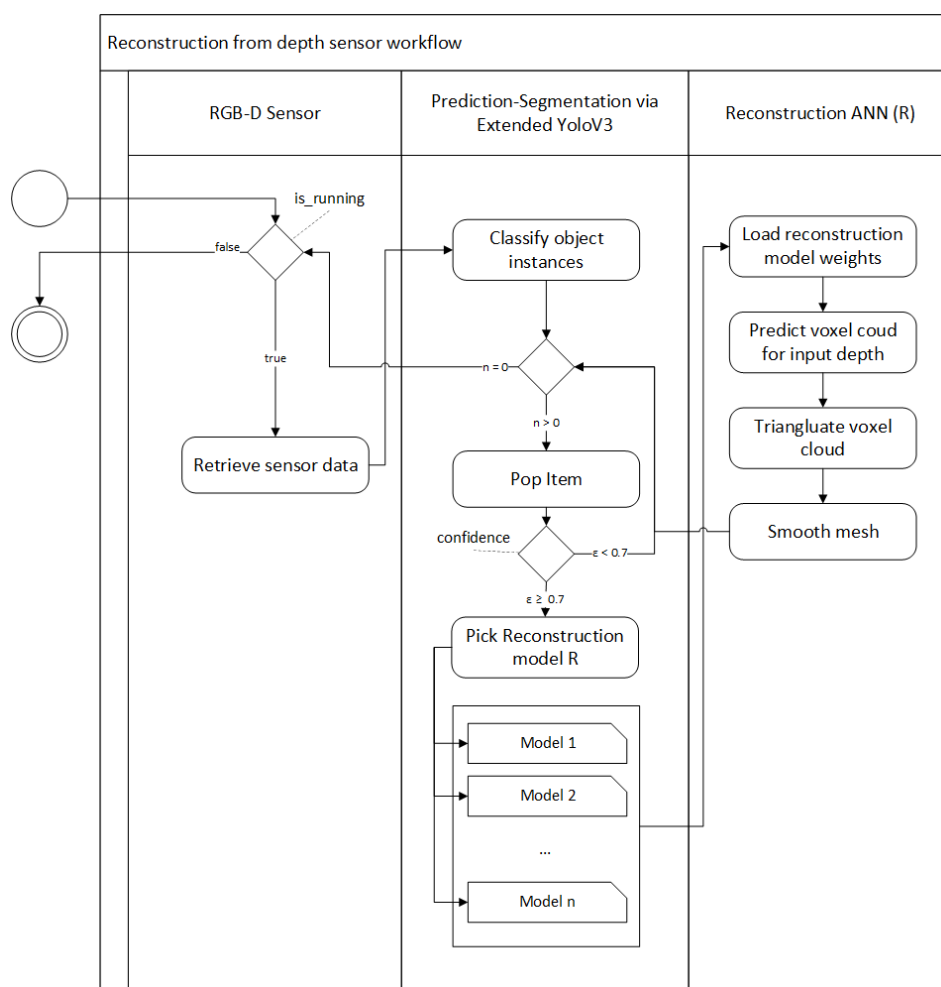 Reconstruction from depth sensor workflow
RGB-D Sensor
Prediction-Segmentation via
Extended YoloV3
Reconstruction ANN (R)
is_running
false
true
Retrieve sensor data
Classify object
instances
n = 0
n > 0
Pop Item
confidence
ε < 0.7
ε ≥ 0.7
Pick Reconstruction
model R
Model 1
Model 2
...
Model n
Load reconstruction
model weights
Predict voxel coud
for input depth
Triangluate voxel
cloud
Smooth mesh